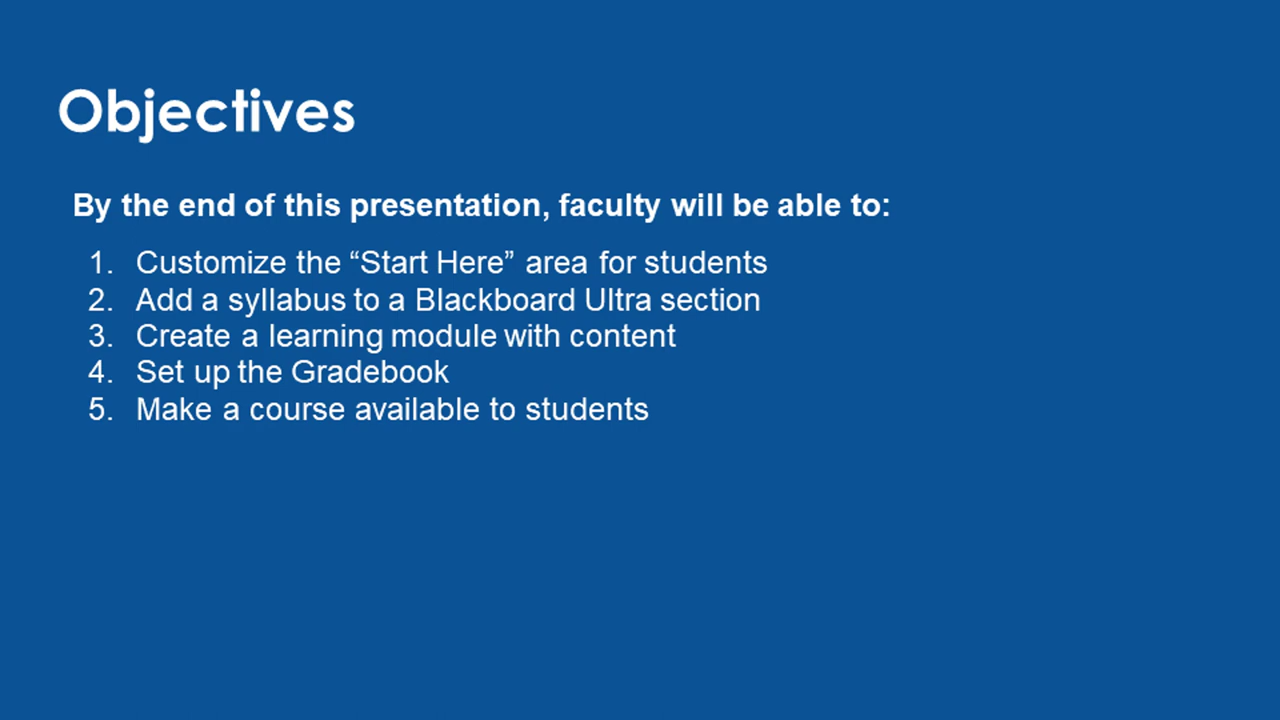 Objectives
By the end of this presentation, faculty will be able to:
1. Customize the “Start Here” area for students
2. Add a syllabus to a Blackboard Ultra section
3. Create a learning module with content
4. Set up the Gradebook
5. Make a course available to students